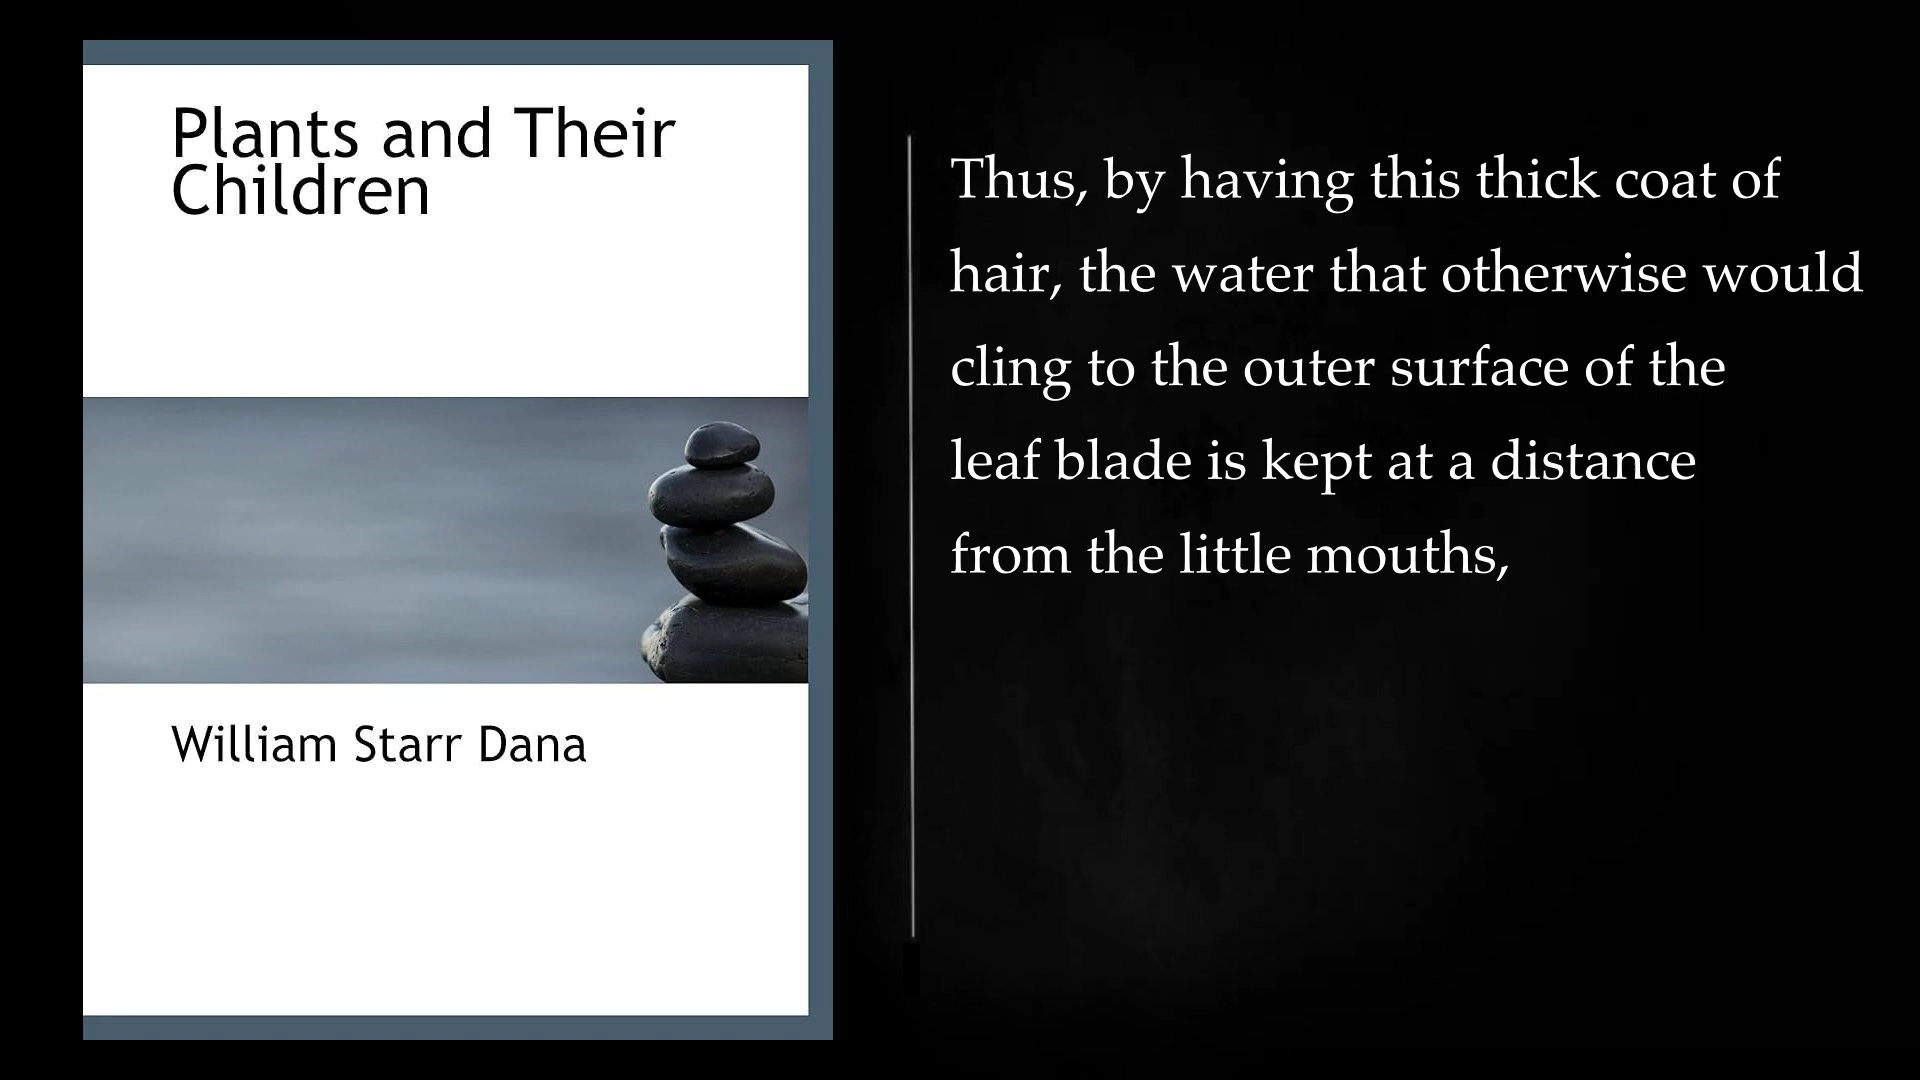 Plants and Their
Children
William Starr Dana
Thus, by having this thick coat of
hair, the water that otherwise would
cling to the outer surface of the
leaf blade is kept at a distance
from the little mouths,